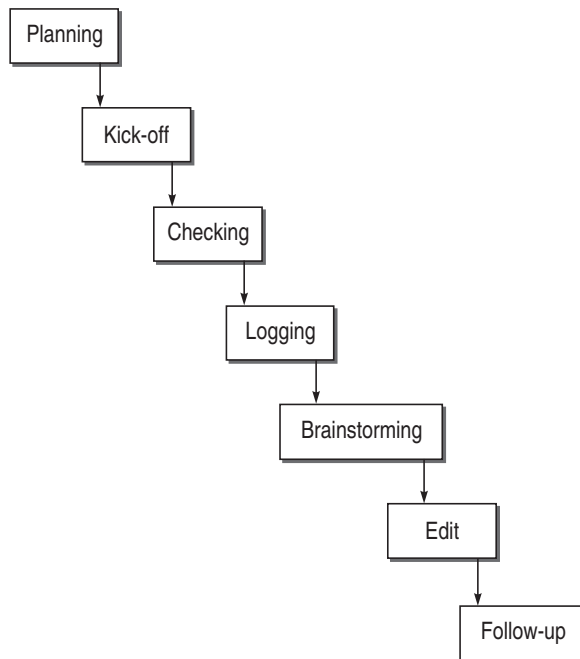 Planning
Kick-off
Checking
Logging
Brainstorming
Edit
Follow-up